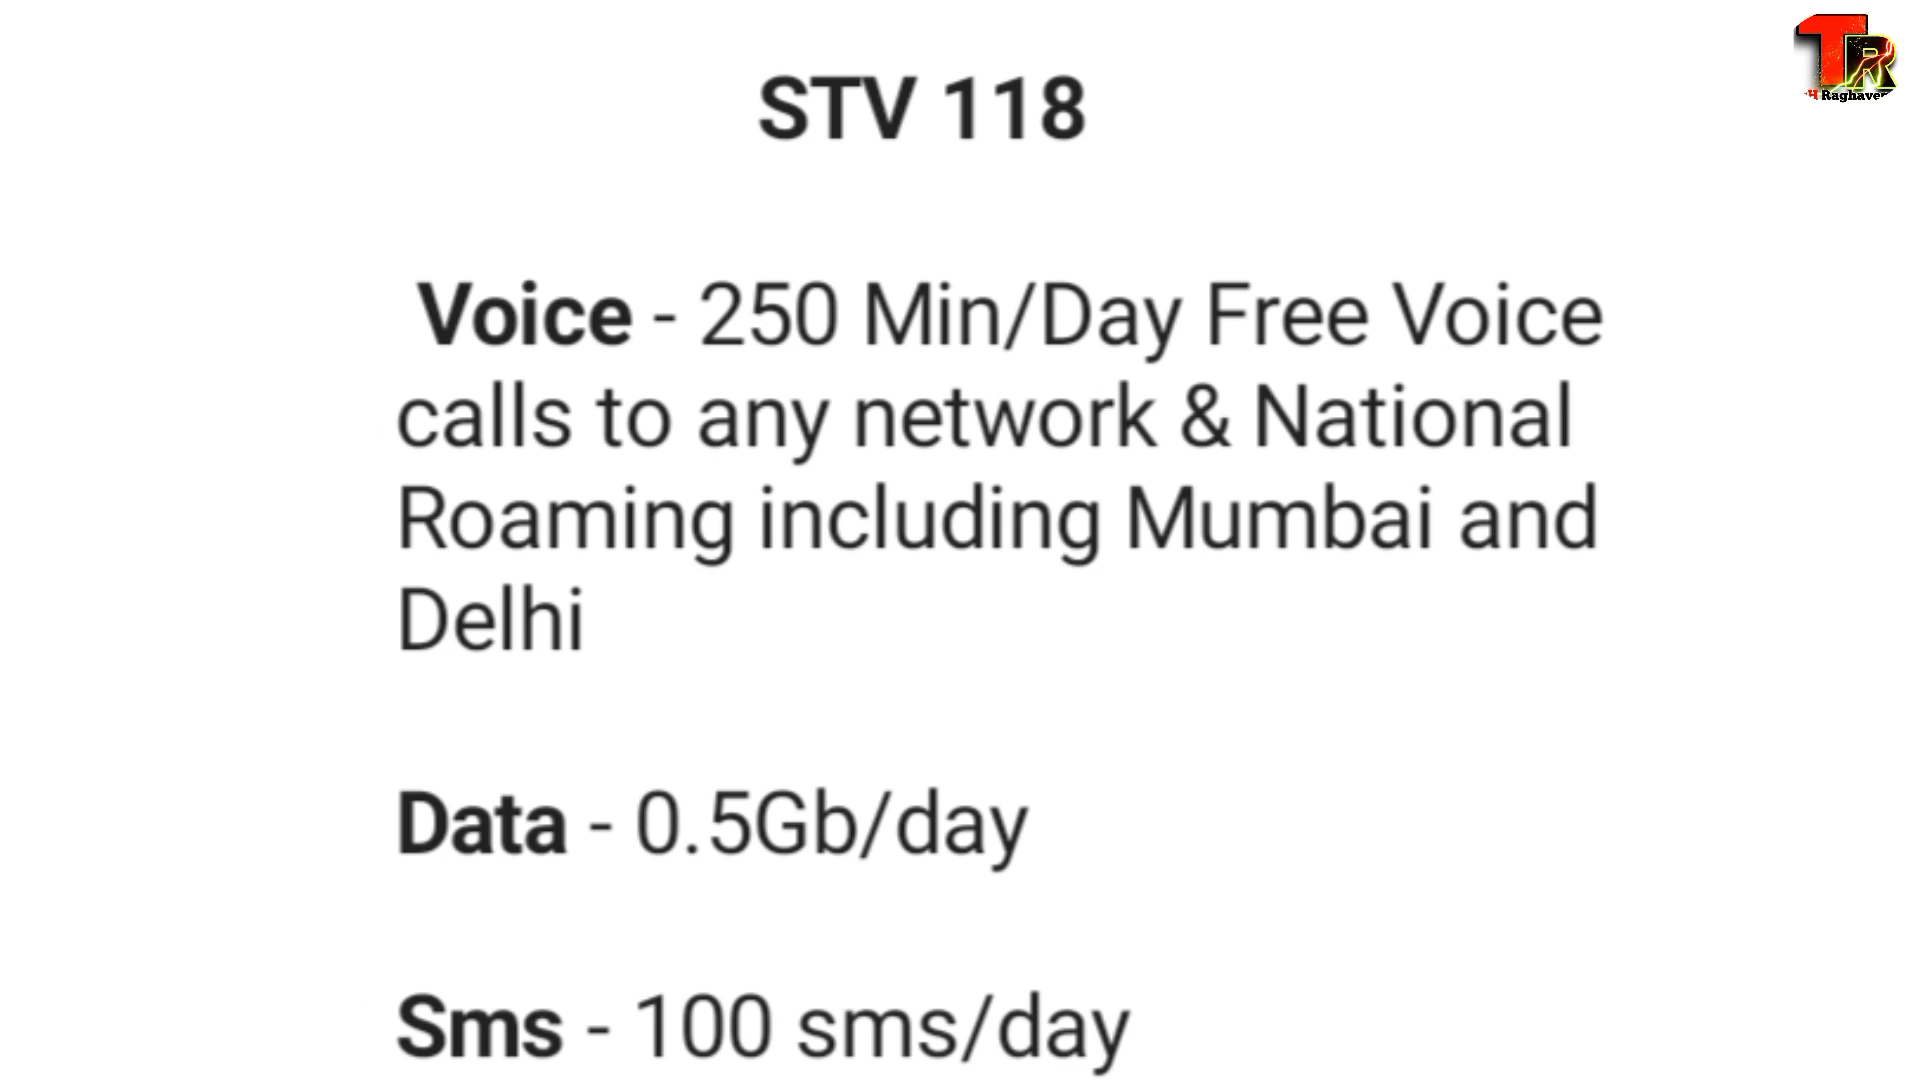 TR
Raghave
STV 118
Voice - 250 Min/Day Free Voice
calls to any network & National
Roaming including Mumbai and
Delhi
Data - 0.5Gb/day
Sms - 100 sms/day